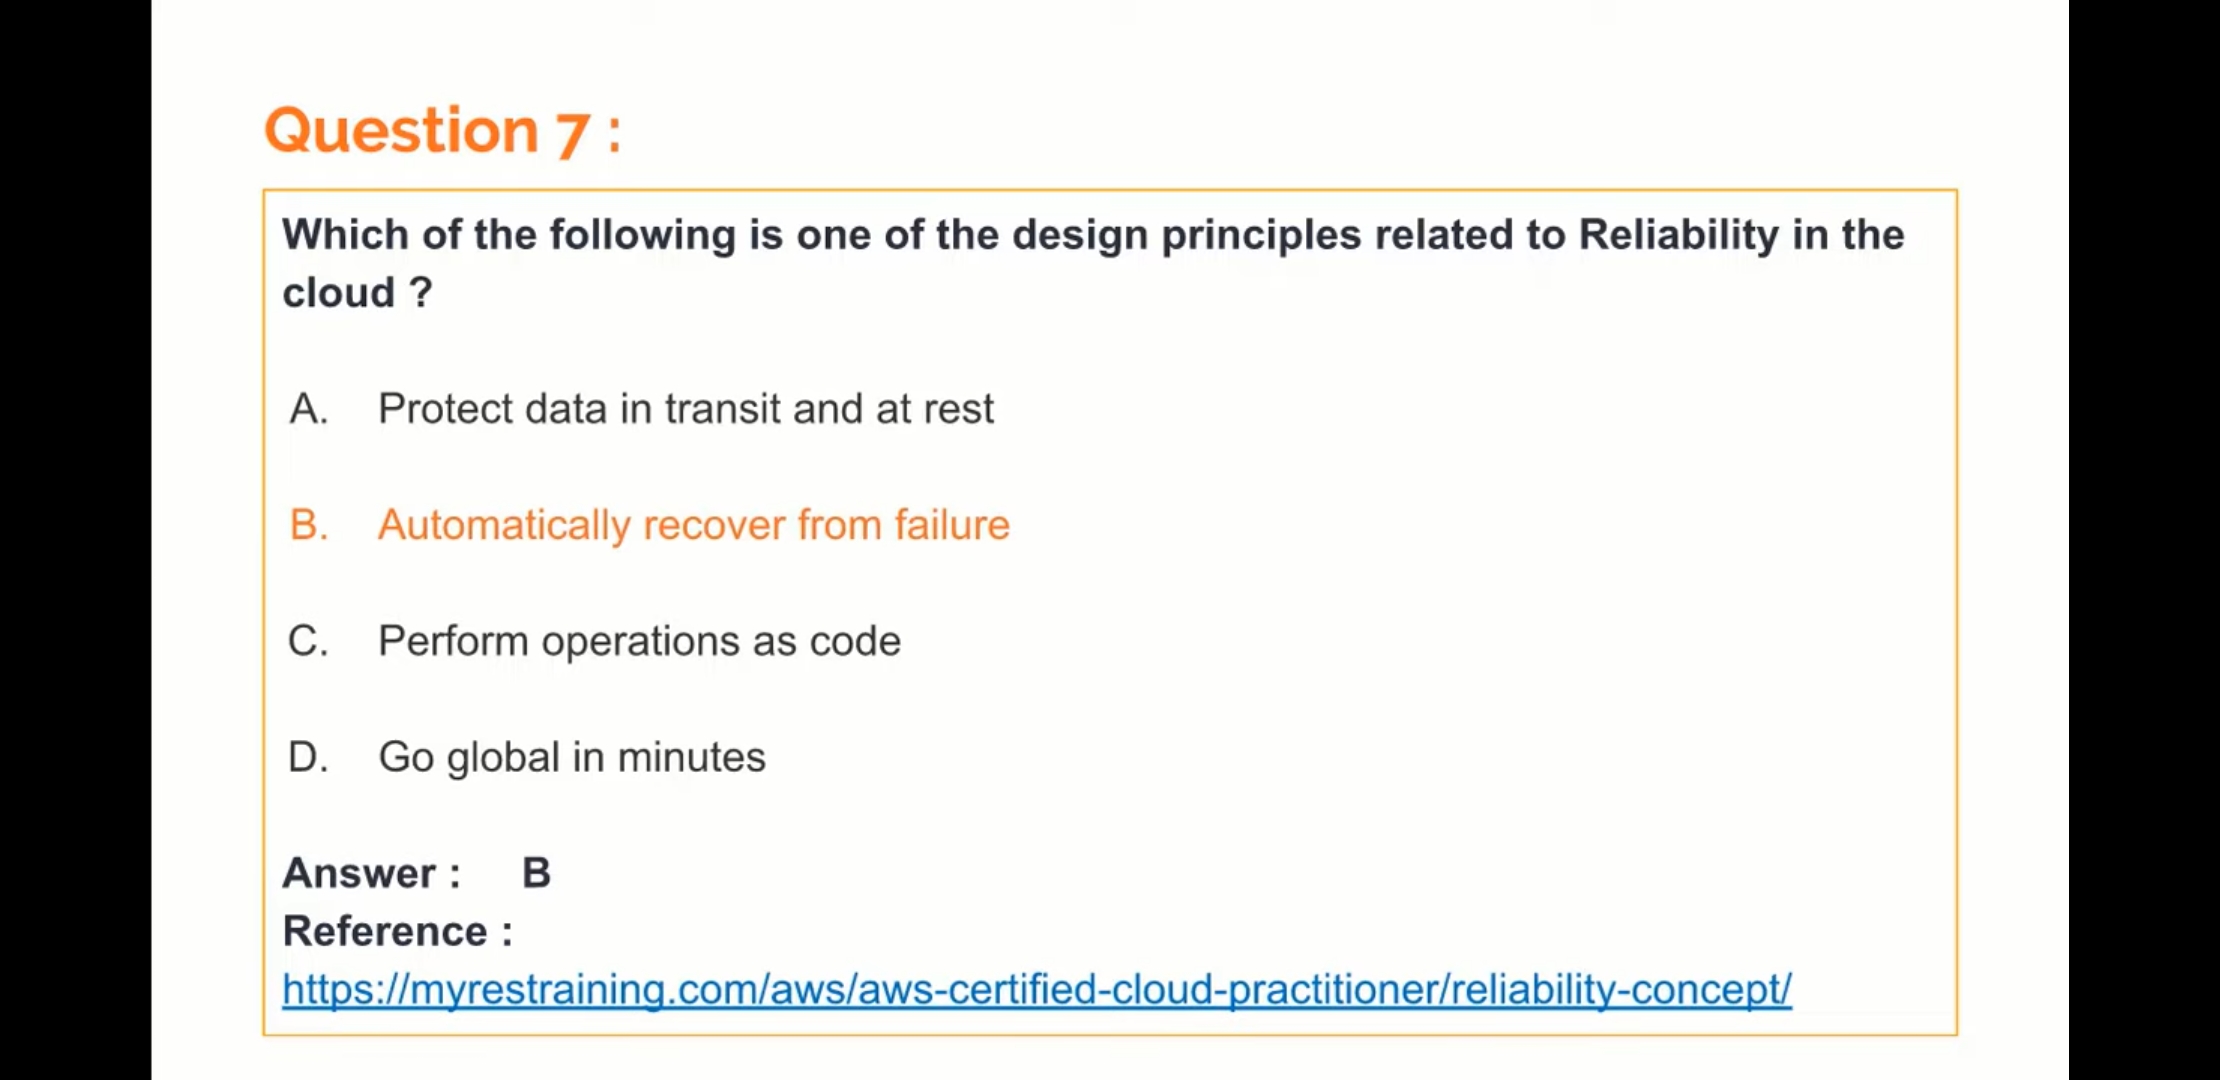 Question 7 :
Which of the following is one of the design principles related to Reliability in the
cloud ?
A. Protect data in transit and at rest
B. Automatically recover from failure
C. Perform operations as code
D. Go global in minutes
Answer : B
Reference :
https://myrestraining.com/aws/aws-certified-cloud-practitioner/reliability-concept/